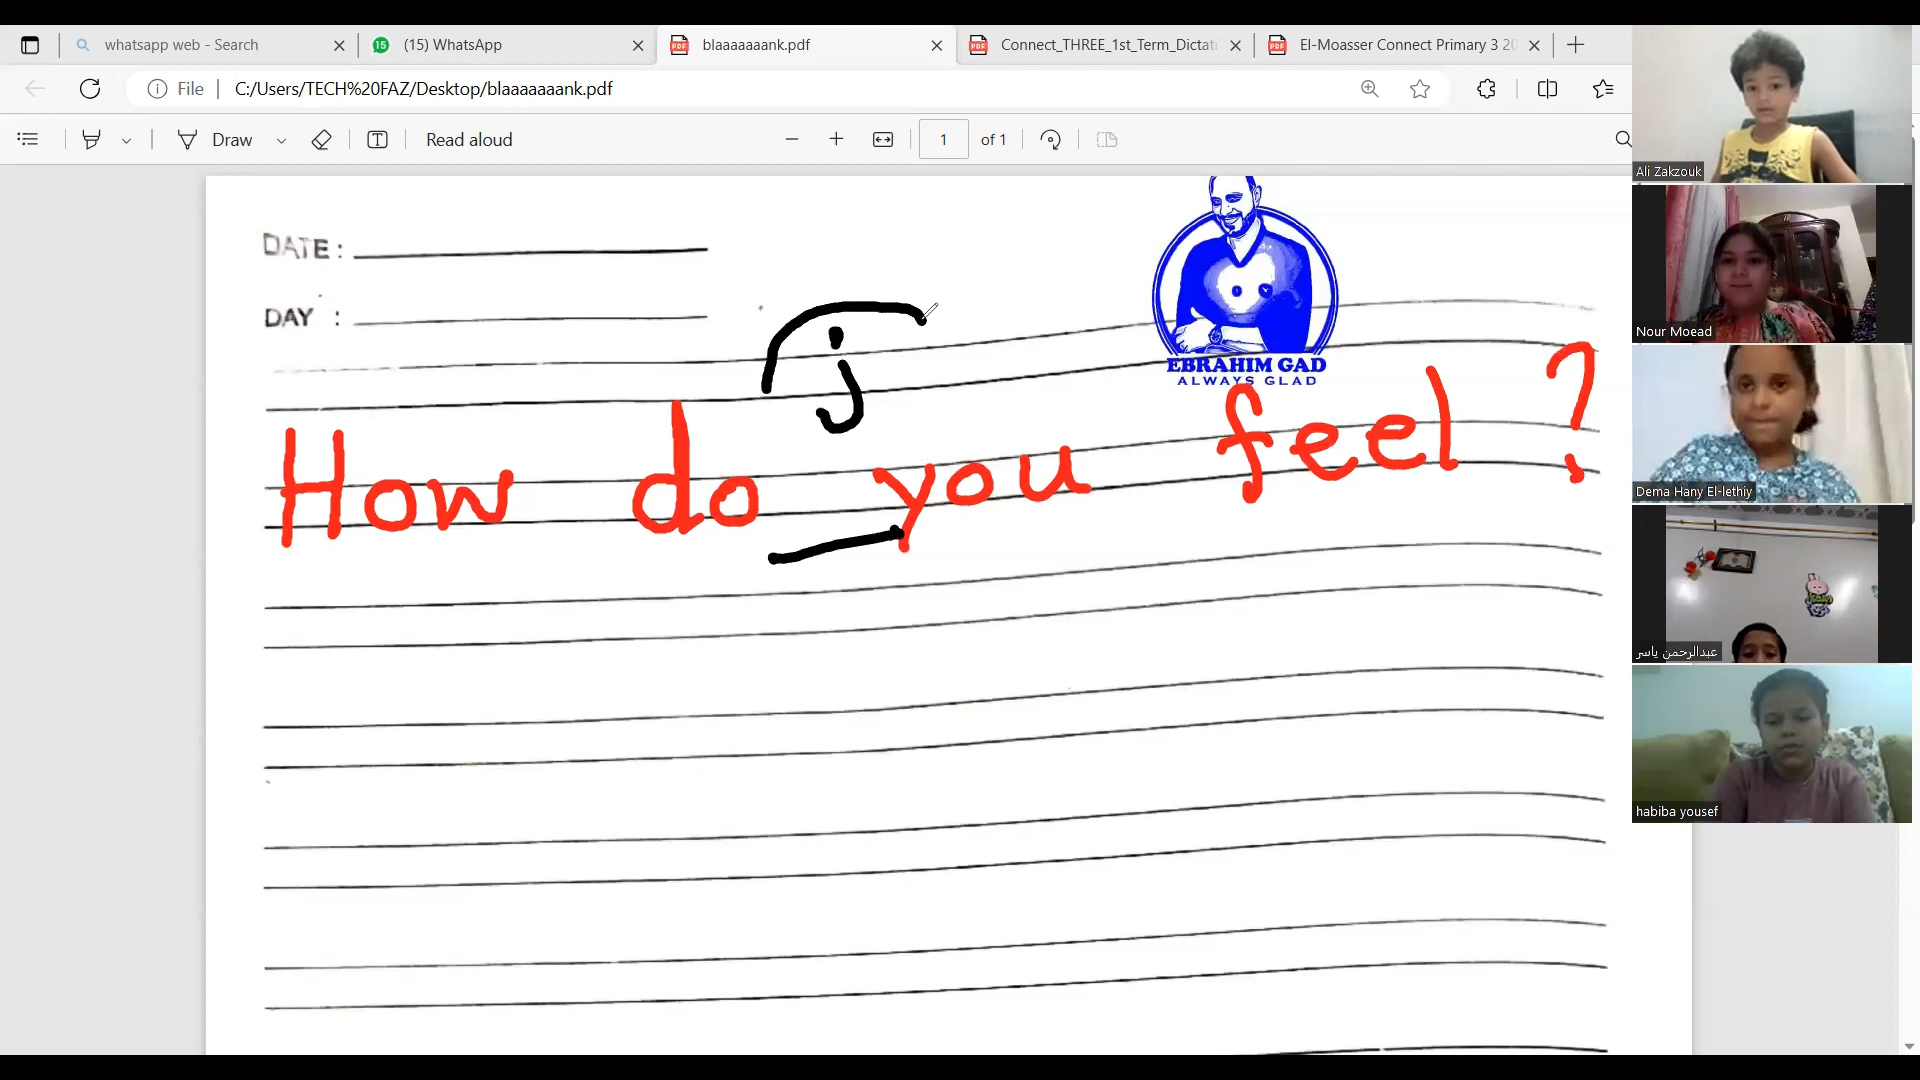 whatsapp web - Search
15 (15) WhatsApp
blaaaaaaank.pdf
Connect_THREE_1st_Term_Dictati
El-Moasser Connect Primary 3 20
File C:/Users/TECH%20FAZ/Desktop/blaaaaaaank.pdf
Draw Read aloud 1 of 1
DATE :
DAY :
j
EBRAHIM GAD
ALWAYS GLAD
How do you feel ?
Ali Zakzouk
Nour Moead
Dema Hany El-lethiy
عبدالرحمن ياسر
habiba yousef